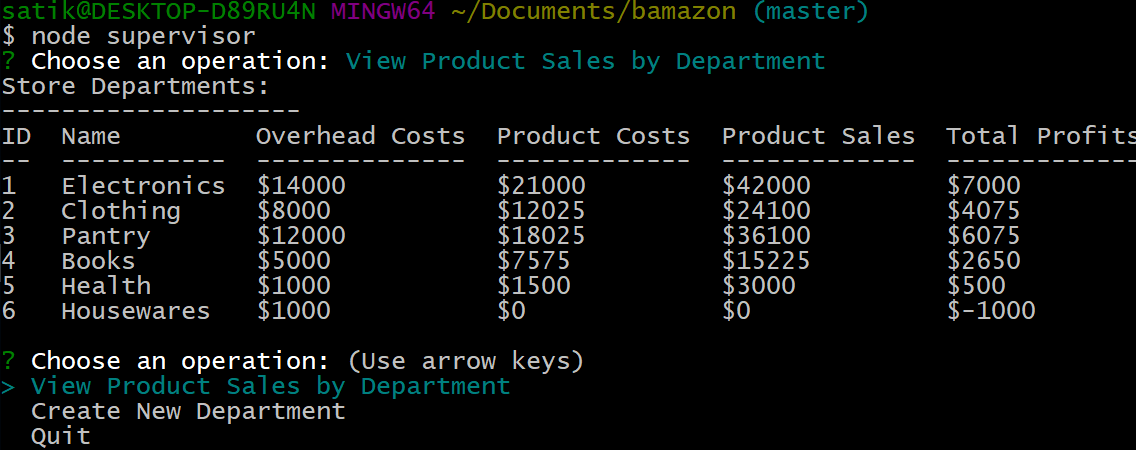 satik@DESKTOP-D89RU4N MINGW64 ~/Documents/bamazon (master)
$ node supervisor
? Choose an operation: View Product Sales by Department
Store Departments:
--------------------
ID  Name         Overhead Costs  Product Costs  Product Sales  Total Profits
--  -----------  --------------  -------------  -------------  -------------
1   Electronics  $14000          $21000         $42000         $7000
2   Clothing     $8000           $12025         $24100         $4075
3   Pantry       $12000          $18025         $36100         $6075
4   Books        $5000           $7575          $15225         $2650
5   Health       $1000           $1500          $3000          $500
6   Housewares   $1000           $0             $0             $-1000
? Choose an operation: (Use arrow keys)
> View Product Sales by Department
  Create New Department
  Quit